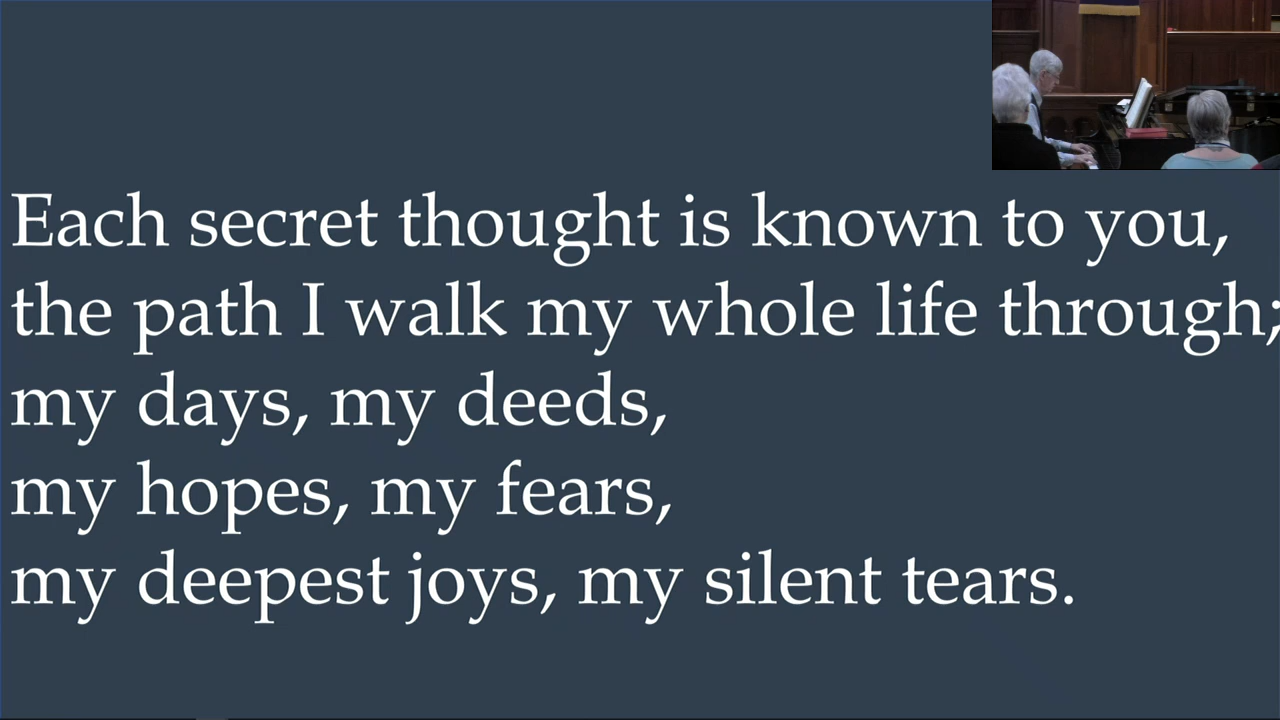 Each secret thought is known to you,
the path I walk my whole life through;
my days, my deeds,
my hopes, my fears,
my deepest joys, my silent tears.